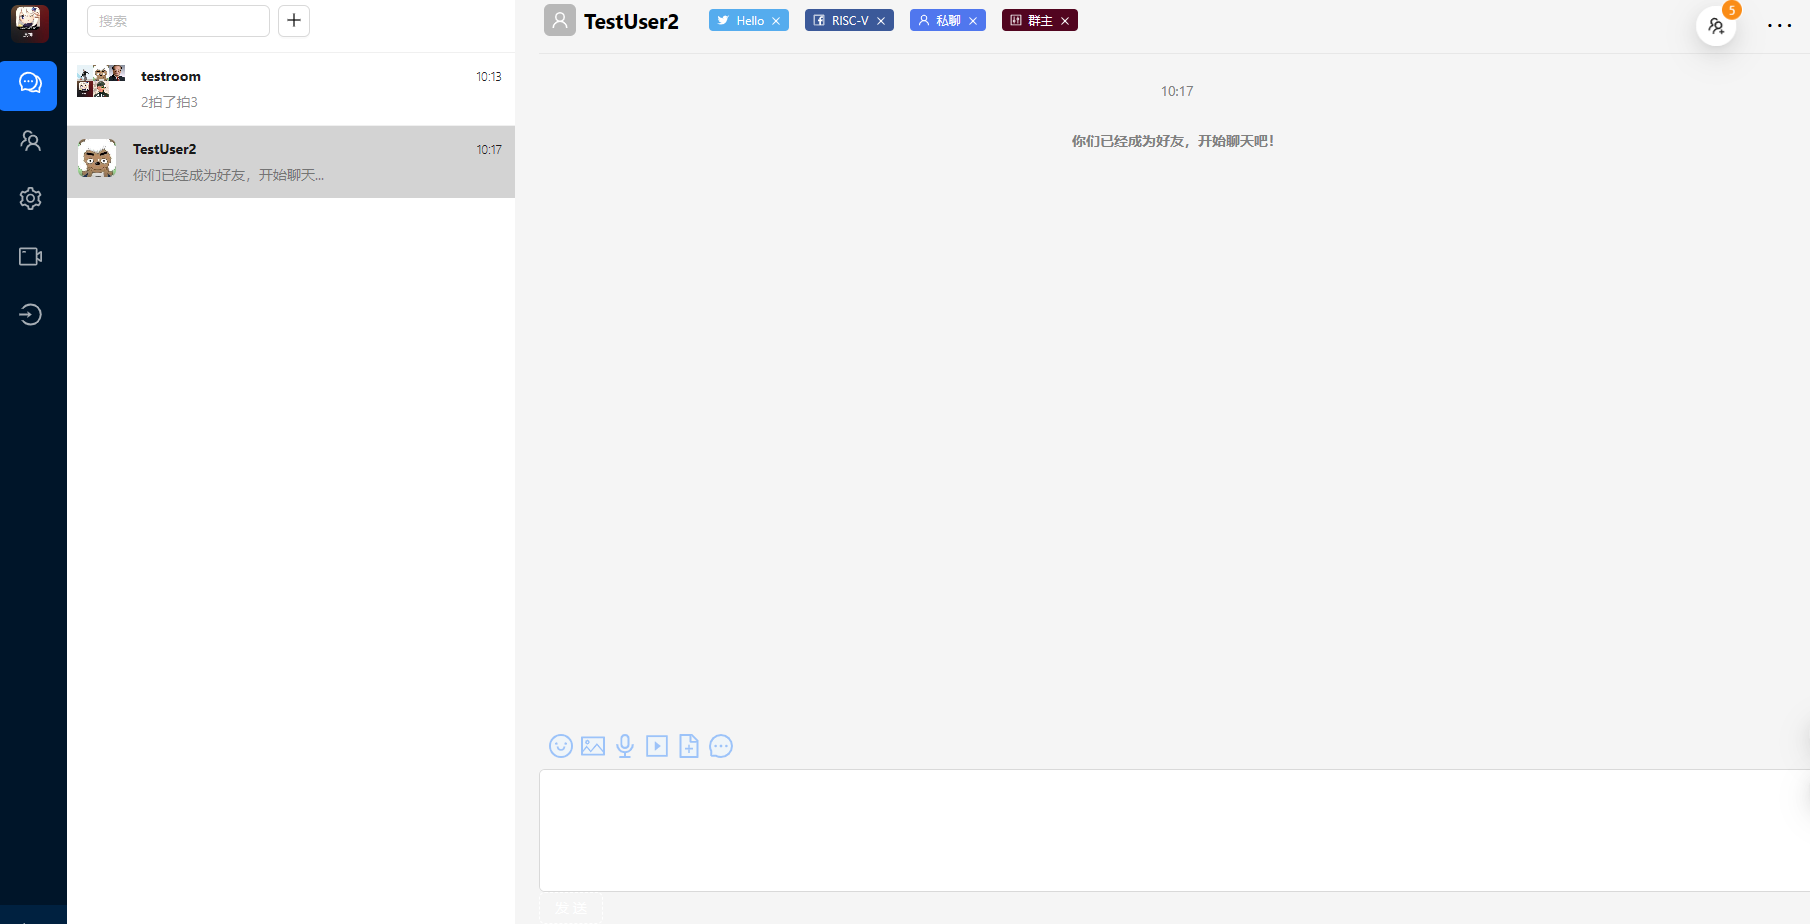 搜索
testroom
10:13
2拍了拍3
TestUser2
10:17
你们已经成为好友，开始聊天...
TestUser2
Hello
RISC-V
私聊
群主
5
10:17
你们已经成为好友，开始聊天吧！
发 送